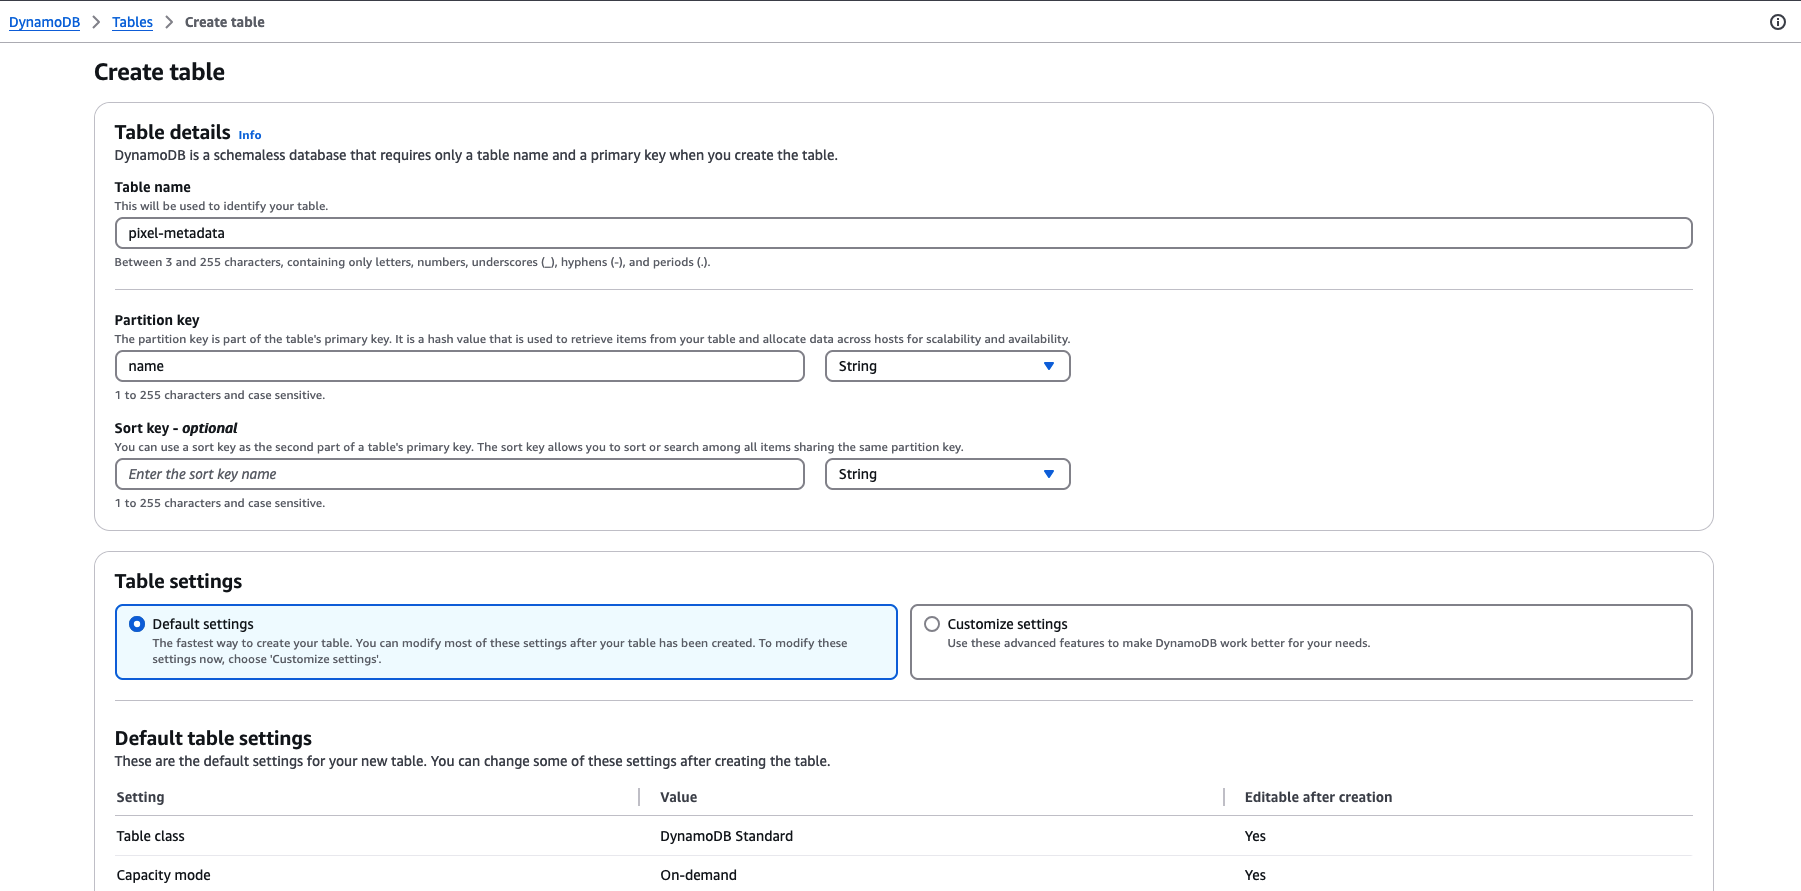 DynamoDB > Tables > Create table
Create table
Table details Info
DynamoDB is a schemaless database that requires only a table name and a primary key when you create the table.
Table name
This will be used to identify your table.
pixel-metadata
Between 3 and 255 characters, containing only letters, numbers, underscores (_), hyphens (-), and periods (.).
Partition key
The partition key is part of the table's primary key. It is a hash value that is used to retrieve items from your table and allocate data across hosts for scalability and availability.
name String
1 to 255 characters and case sensitive.
Sort key - optional
You can use a sort key as the second part of a table's primary key. The sort key allows you to sort or search among all items sharing the same partition key.
Enter the sort key name String
1 to 255 characters and case sensitive.
Table settings
Default settings
The fastest way to create your table. You can modify most of these settings after your table has been created. To modify these
settings now, choose 'Customize settings'.
Customize settings
Use these advanced features to make DynamoDB work better for your needs.
Default table settings
These are the default settings for your new table. You can change some of these settings after creating the table.
Setting Value Editable after creation
Table class DynamoDB Standard Yes
Capacity mode On-demand Yes